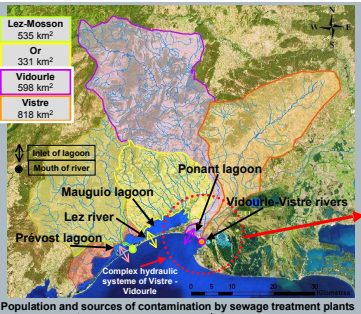 Lez-Mosson
535 km²
Or
331 km²
Vidourle
598 km²
Vistre
818 km²
N
W
E
S
Inlet of lagoon
Mouth of river
Ponant lagoon
Mauguio lagoon
Vidourle-Vistre rivers
Lez river
Prévost lagoon
Complex hydraulic
systeme of Vistre -
Vidourle
0 5 10 20 30
Kilometres
Population and sources of contamination by sewage treatment plants